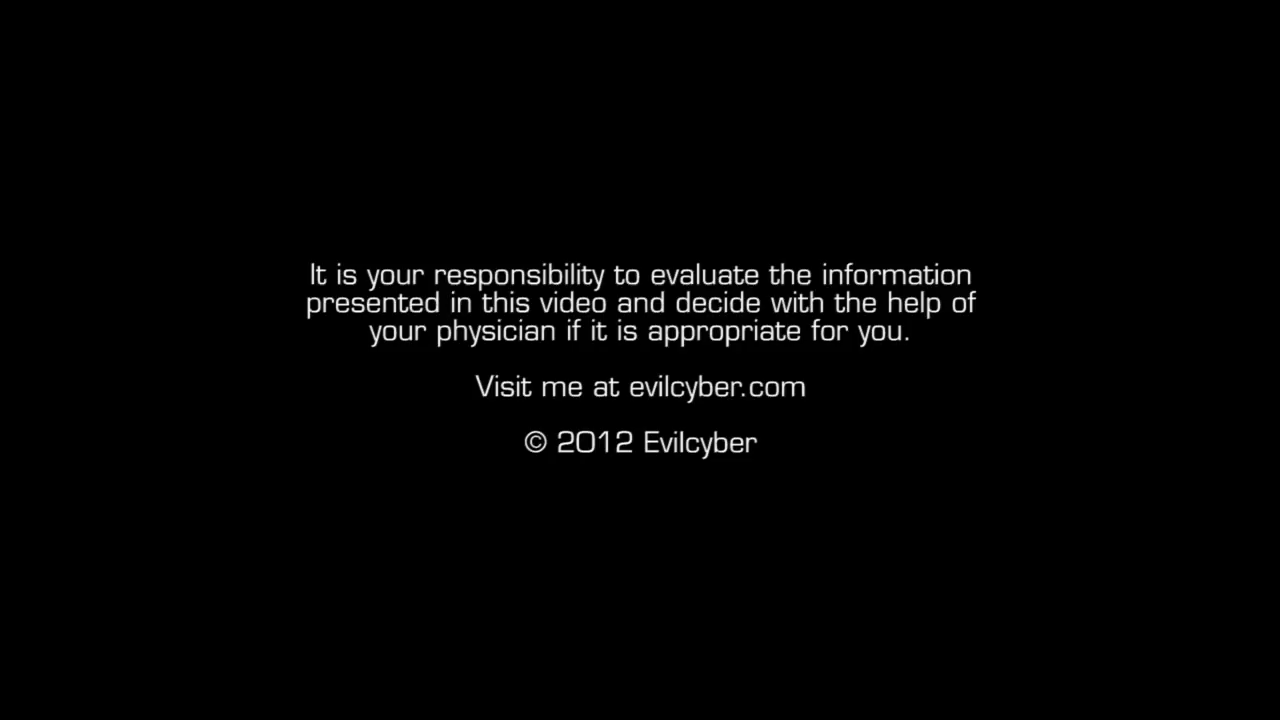 It is your responsibility to evaluate the information
presented in this video and decide with the help of
your physician if it is appropriate for you.
Visit me at evilcyber.com
© 2012 Evilcyber